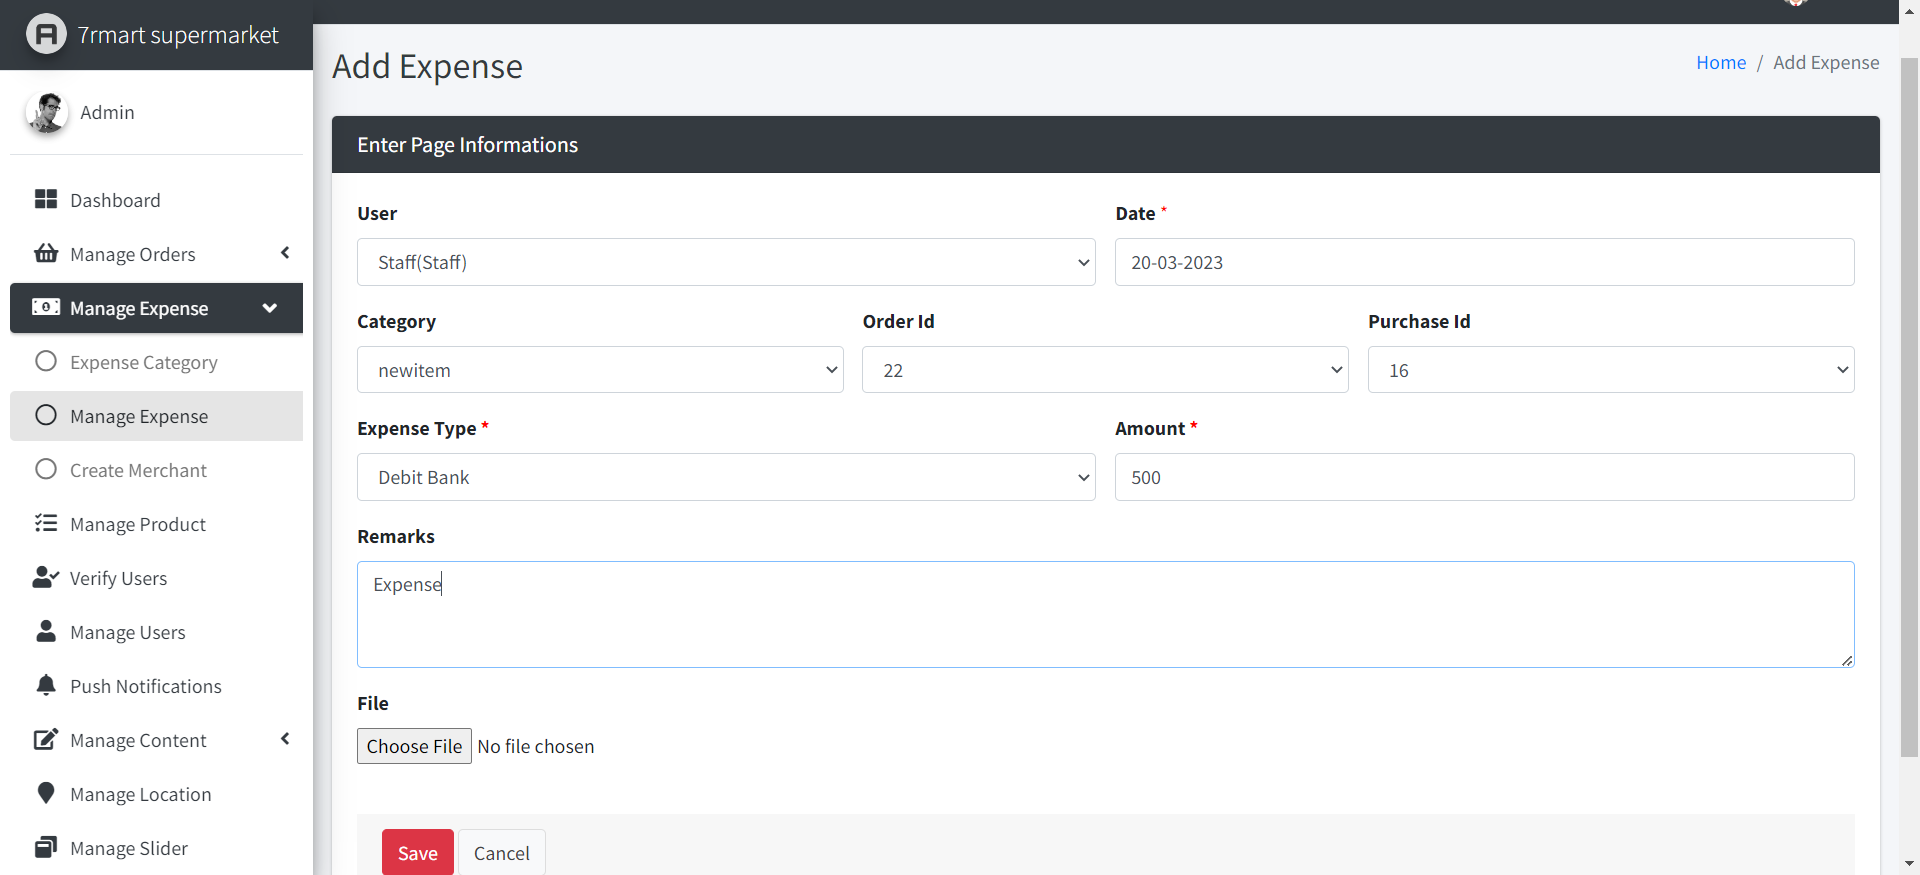 7rmart supermarket
Admin
Dashboard
Manage Orders
Manage Expense
Expense Category
Manage Expense
Create Merchant
Manage Product
Verify Users
Manage Users
Push Notifications
Manage Content
Manage Location
Manage Slider
Add Expense
Home / Add Expense
Enter Page Informations
User
Staff(Staff)
Date *
20-03-2023
Category
newitem
Order Id
22
Purchase Id
16
Expense Type *
Debit Bank
Amount *
500
Remarks
Expense
File
Choose File No file chosen
Save Cancel